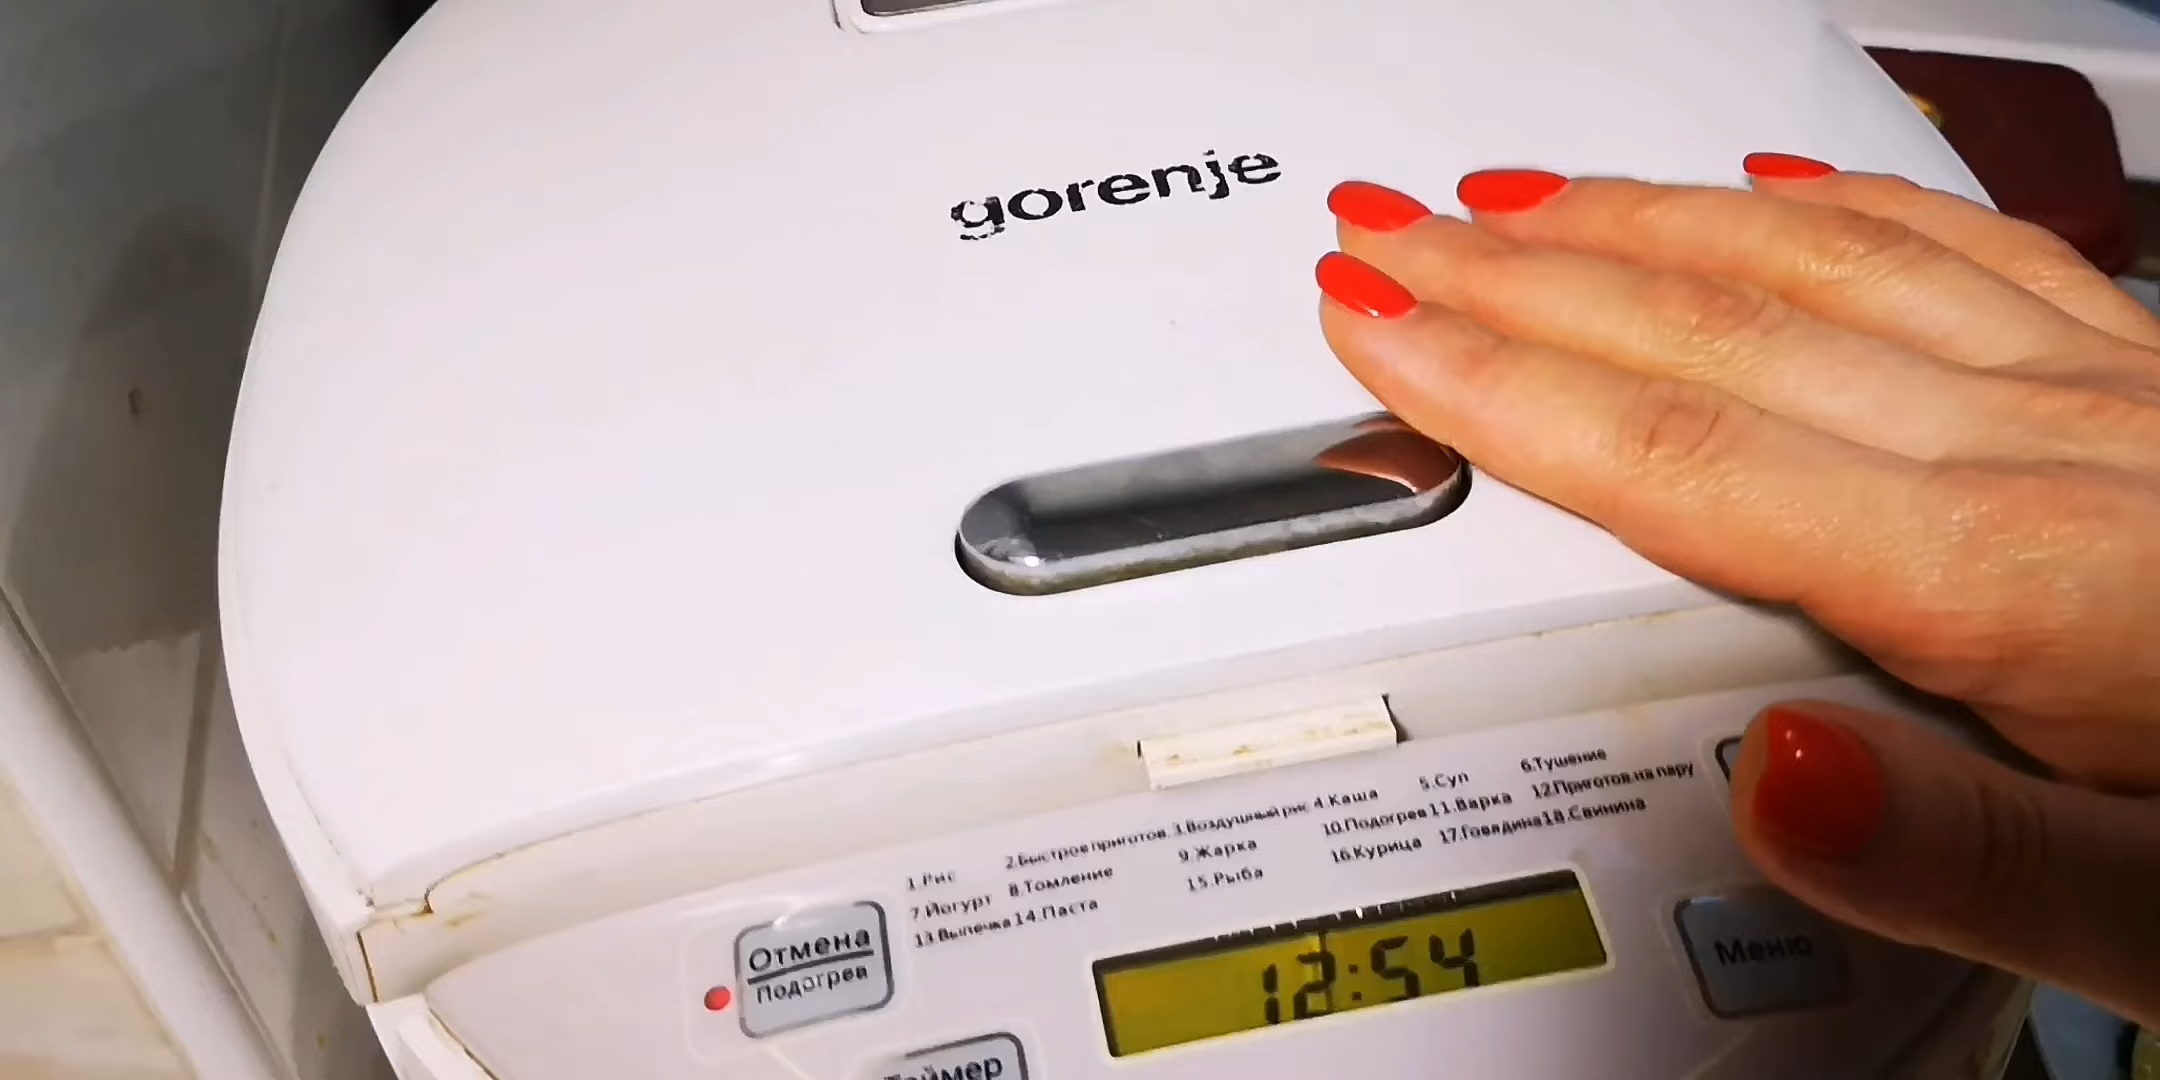 gorenje
1.Рис 2.Быстрое приготов. 3.Воздушный рис 4.Каша 5.Суп 6.Тушение
7.Йогурт 8.Томление 9.Жарка 10.Подогрев 11.Варка 12.Приготов.на пару
13.Выпечка 14.Паста 15.Рыба 16.Курица 17.Говядина 18.Свинина
Отмена
Подогрев
12:54
Меню
Таймер